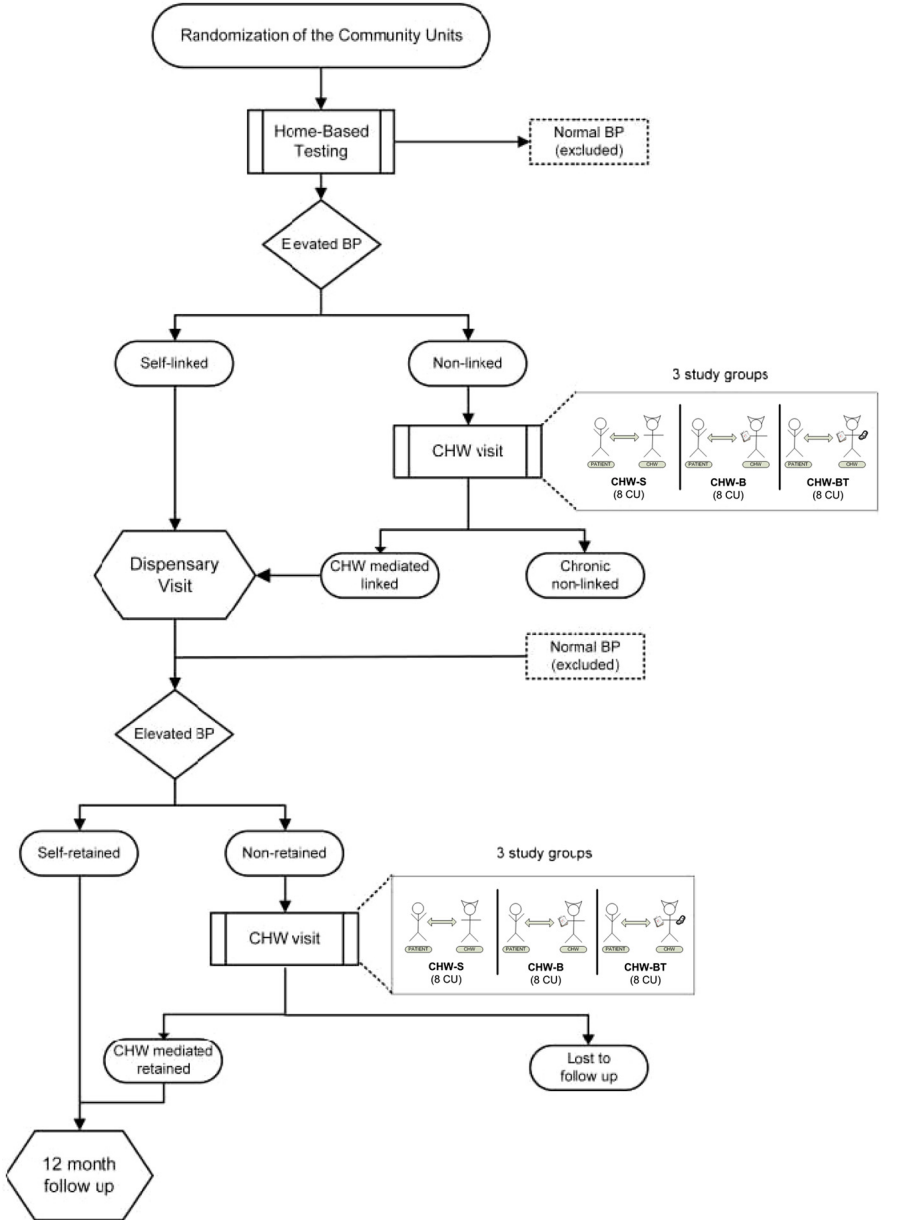 Randomization of the Community Units
Home-Based
Testing
Normal BP
(excluded)
Elevated BP
Self-linked
Non-linked
3 study groups
CHW visit
PATIENT
CHW
PATIENT
CHW
PATIENT
CHW
CHW-S
(8 CU)
CHW-B
(8 CU)
CHW-BT
(8 CU)
Dispensary
Visit
CHW mediated
linked
Chronic
non-linked
Normal BP
(excluded)
Elevated BP
Self-retained
Non-retained
3 study groups
CHW visit
PATIENT
CHW
PATIENT
CHW
PATIENT
CHW
CHW-S
(8 CU)
CHW-B
(8 CU)
CHW-BT
(8 CU)
CHW mediated
retained
Lost to
follow up
12 month
follow up